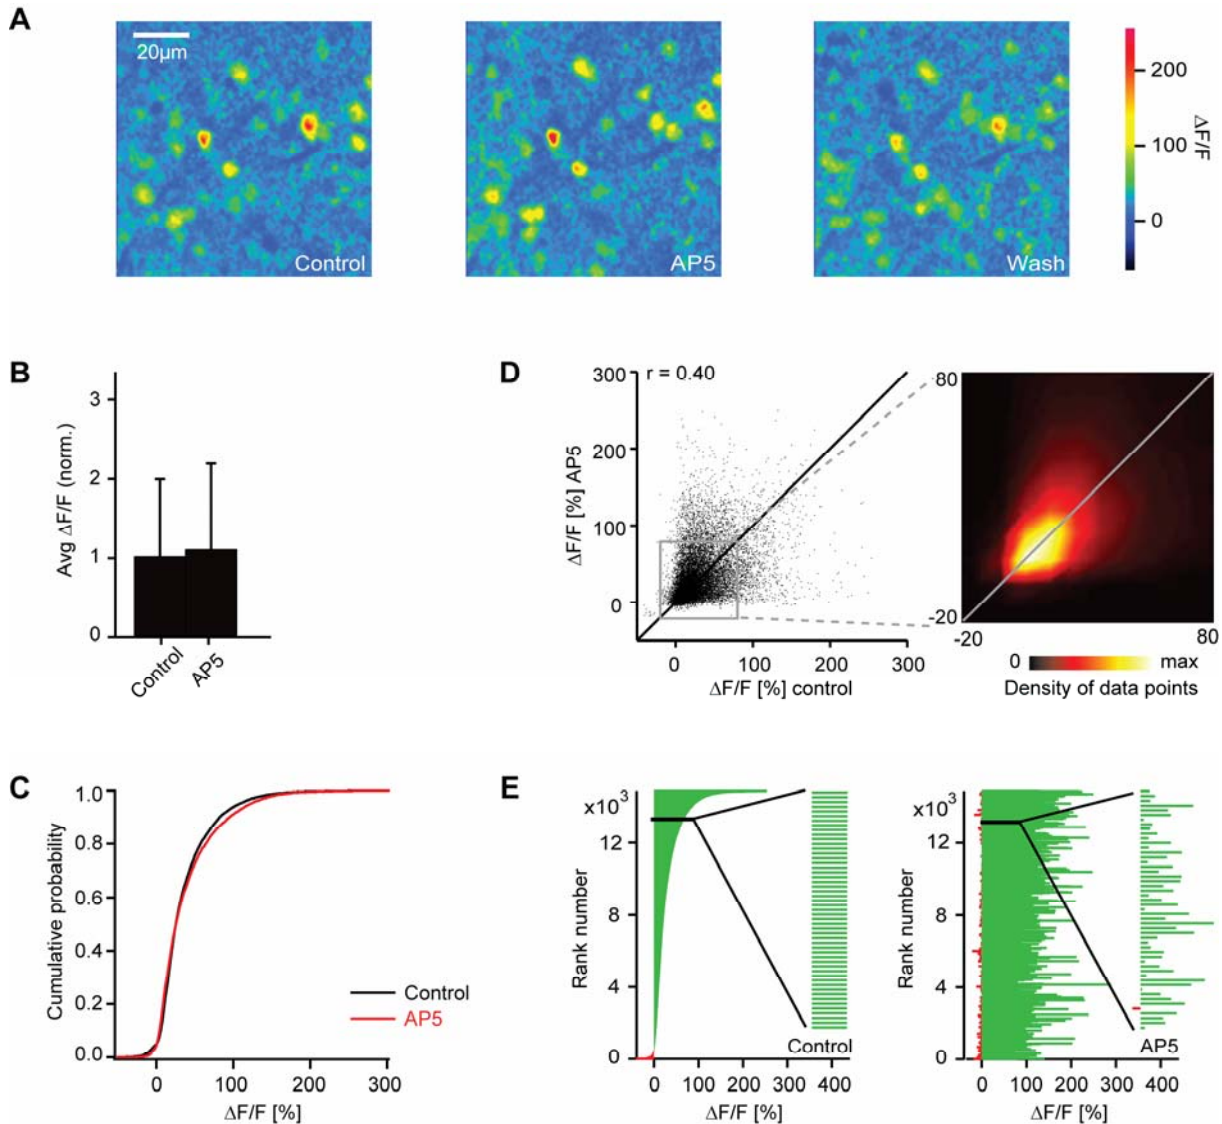 A
20µm
Control
AP5
Wash
200
100
0
ΔF/F
B
Avg ΔF/F (norm.)
3
2
1
0
Control
AP5
D
r = 0.40
ΔF/F [%] AP5
300
200
100
0
0
100
200
300
ΔF/F [%] control
80
-20
-20
80
0
max
Density of data points
C
Cumulative probability
1.0
0.8
0.6
0.4
0.2
0.0
Control
AP5
0
100
200
300
ΔF/F [%]
E
x10³
Rank number
12
8
4
0
Control
0 100 200 300 400
ΔF/F [%]
x10³
Rank number
12
8
4
0
AP5
0 100 200 300 400
ΔF/F [%]